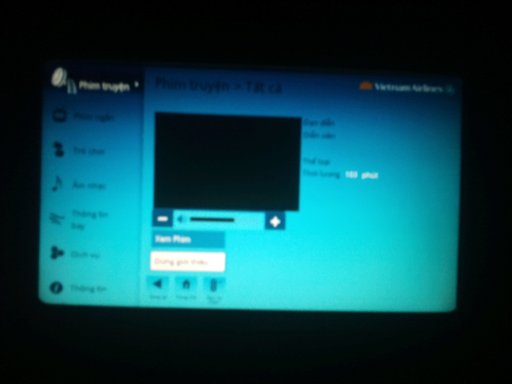 Phim truyện
Phim truyện > Tất cả
Vietnam Airlines
Phim ngắn
Đạo diễn
Diễn viên
Trò chơi
Thể loại
Thời lượng 103 phút
Âm nhạc
Thông tin
bay
Xem Phim
Dịch vụ
Dừng giới thiệu
Thông tin